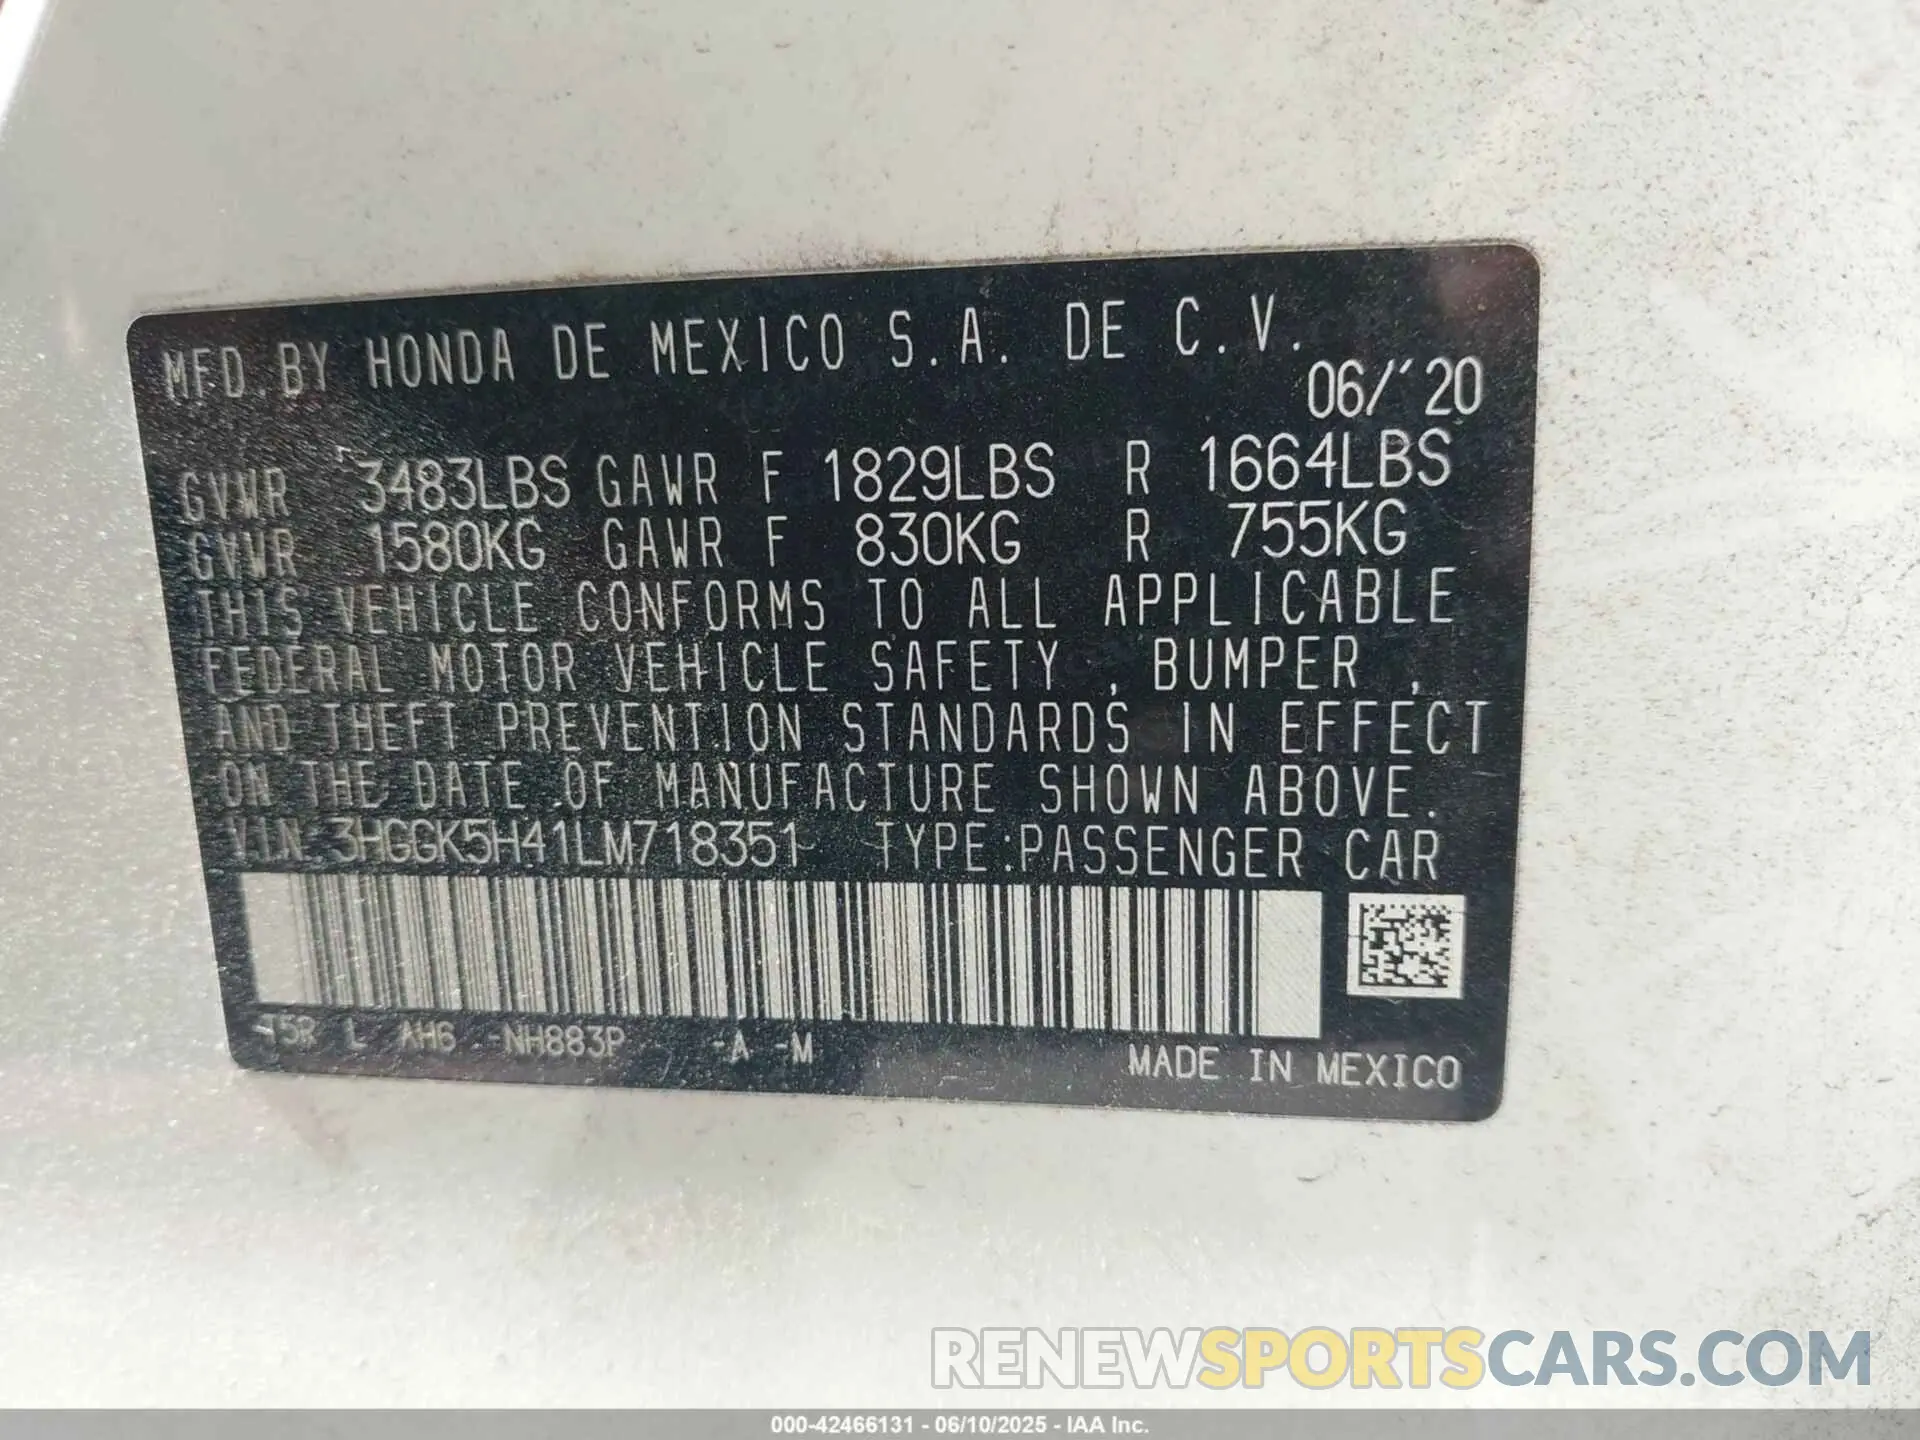 MFD.BY HONDA DE MEXICO S.A. DE C.V.
06/'20
GVWR 3483LBS GAWR F 1829LBS R 1664LBS
GVWR 1580KG GAWR F 830KG R 755KG
THIS VEHICLE CONFORMS TO ALL APPLICABLE
FEDERAL MOTOR VEHICLE SAFETY , BUMPER ,
AND THEFT PREVENTION STANDARDS IN EFFECT
ON THE DATE OF MANUFACTURE SHOWN ABOVE.
VIN:3HGGK5H41LM718351 TYPE:PASSENGER CAR
T5R L AH6 -NH883P -A -M
MADE IN MEXICO
RENEWSPORTSCARS.COM
000-42466131 - 06/10/2025 - IAA Inc.